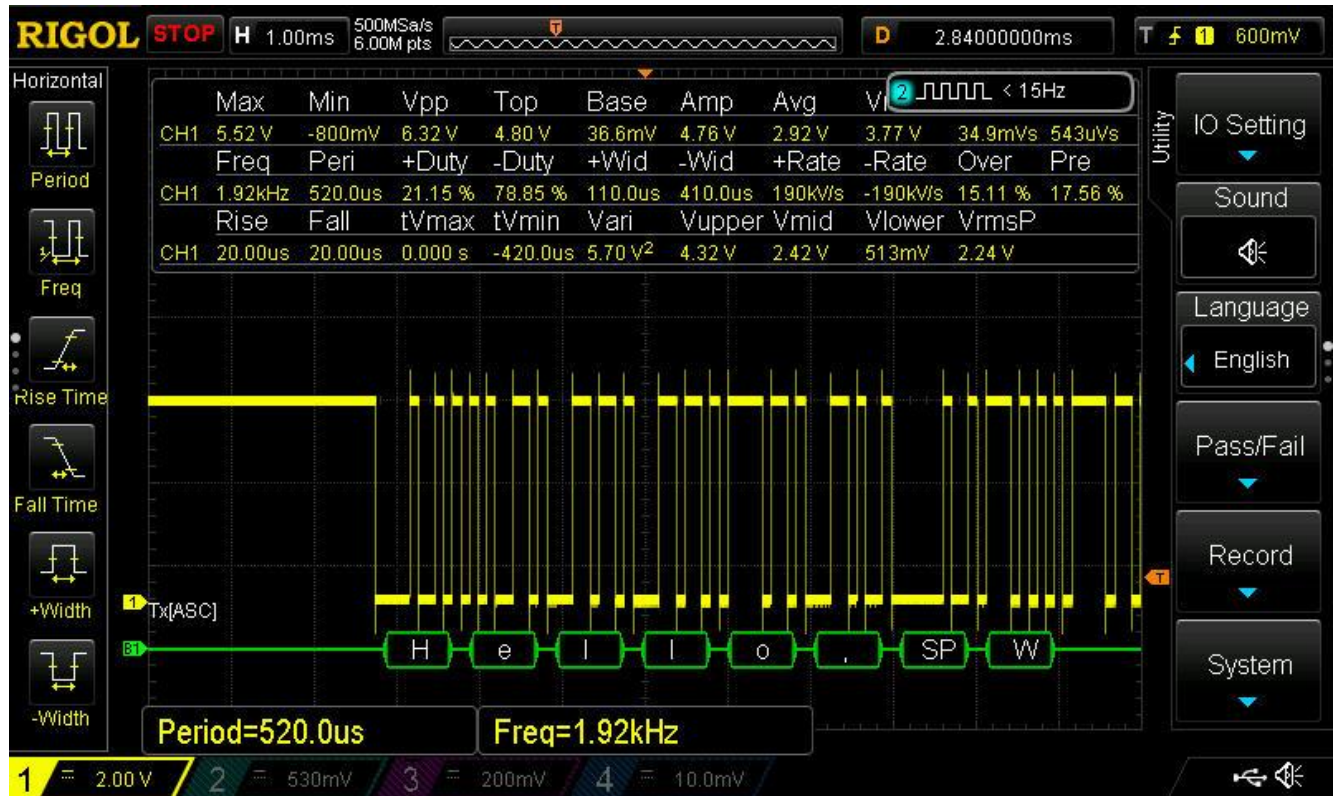 RIGOL STOP H 1.00ms 500MSa/s 6.00M pts D 2.84000000ms T 1 600mV
Horizontal
Period
Freq
Rise Time
Fall Time
+Width
-Width
Max Min Vpp Top Base Amp Avg 2 < 15Hz
CH1 5.52 V -800mV 6.32 V 4.80 V 36.6mV 4.76 V 2.92 V 3.77 V 34.9mVs 543uVs
Freq Peri +Duty -Duty +Wid -Wid +Rate -Rate Over Pre
CH1 1.92kHz 520.0us 21.15 % 78.85 % 110.0us 410.0us 190kV/s -190kV/s 15.11 % 17.56 %
Rise Fall tVmax tVmin Vari Vupper Vmid Vlower VrmsP
CH1 20.00us 20.00us 0.000 s -420.0us 5.70 V² 4.32 V 2.42 V 513mV 2.24 V
T
1 Tx[ASC]
B1 H e l l o , SP W
Period=520.0us Freq=1.92kHz
Utility
IO Setting
Sound
Language
English
Pass/Fail
Record
System
1 2.00 V 2 530mV 3 200mV 4 10.0mV